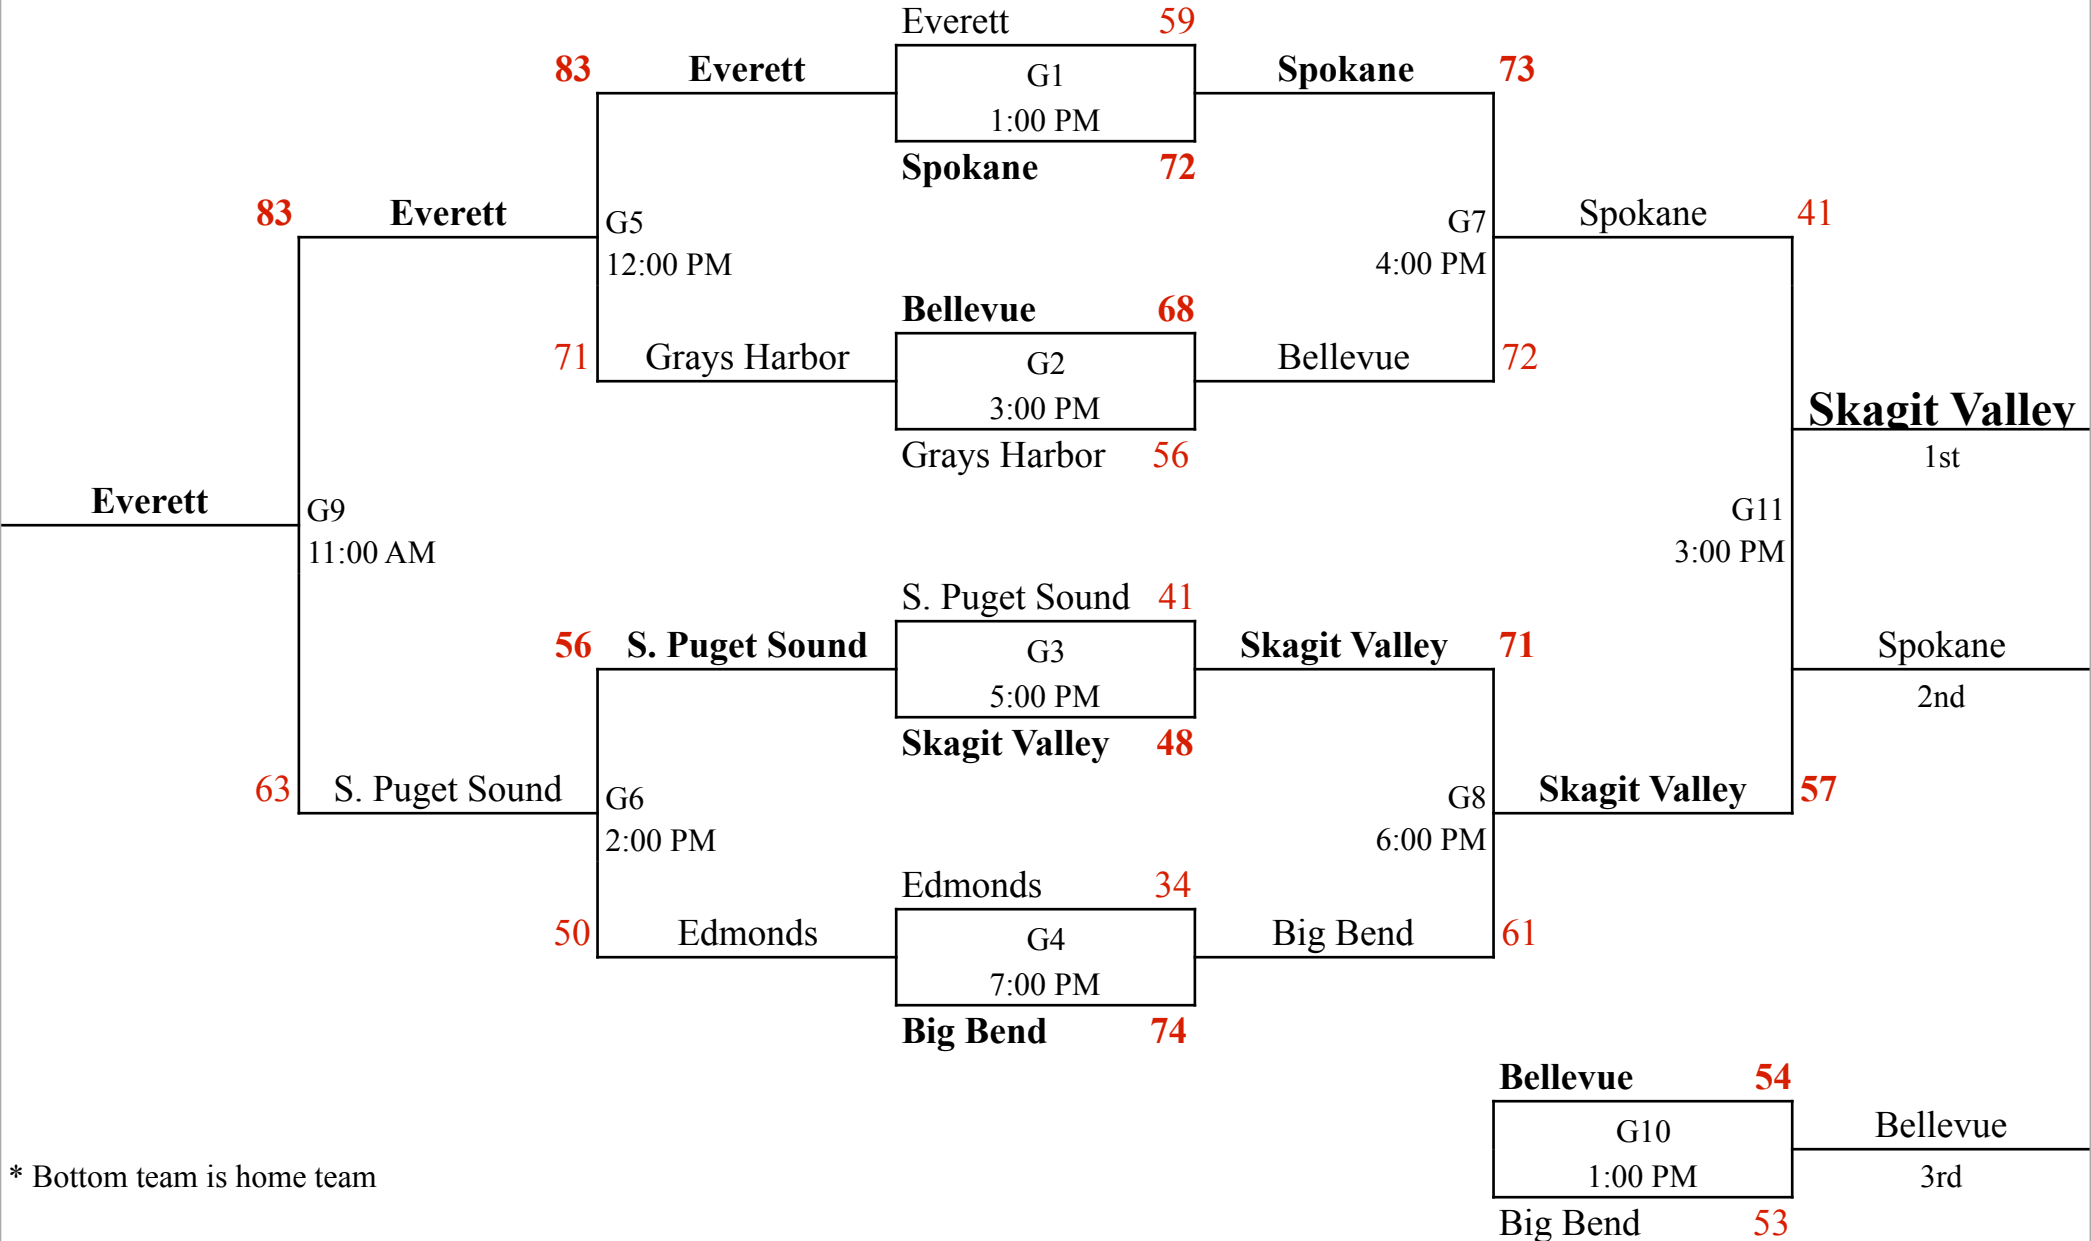 Everett 59
83 Everett G1 Spokane 73
1:00 PM
Spokane 72
83 Everett G5 G7 Spokane 41
12:00 PM 4:00 PM
Bellevue 68
71 Grays Harbor G2 Bellevue 72
3:00 PM
Skagit Valley
Grays Harbor 56 1st
Everett G9 G11
11:00 AM 3:00 PM
S. Puget Sound 41
56 S. Puget Sound G3 Skagit Valley 71 Spokane
5:00 PM 2nd
Skagit Valley 48
63 S. Puget Sound G6 G8 Skagit Valley 57
2:00 PM 6:00 PM
Edmonds 34
50 Edmonds G4 Big Bend 61
7:00 PM
Big Bend 74
Bellevue 54
G10 Bellevue
* Bottom team is home team 1:00 PM 3rd
Big Bend 53